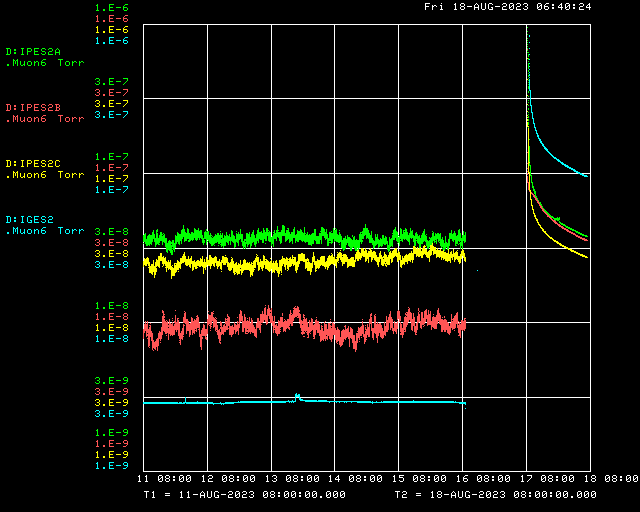 Fri 18-AUG-2023 06:40:24
1.E-6
1.E-6
1.E-6
1.E-6
D:IPES2A
.Muon6 Torr
3.E-7
3.E-7
3.E-7
3.E-7
D:IPES2B
.Muon6 Torr
1.E-7
1.E-7
1.E-7
1.E-7
D:IPES2C
.Muon6 Torr
D:IGES2
.Muon6 Torr
3.E-8
3.E-8
3.E-8
3.E-8
1.E-8
1.E-8
1.E-8
1.E-8
3.E-9
3.E-9
3.E-9
3.E-9
1.E-9
1.E-9
1.E-9
1.E-9
11 08:00 12 08:00 13 08:00 14 08:00 15 08:00 16 08:00 17 08:00 18 08:00
T1 = 11-AUG-2023 08:00:00.000 T2 = 18-AUG-2023 08:00:00.000